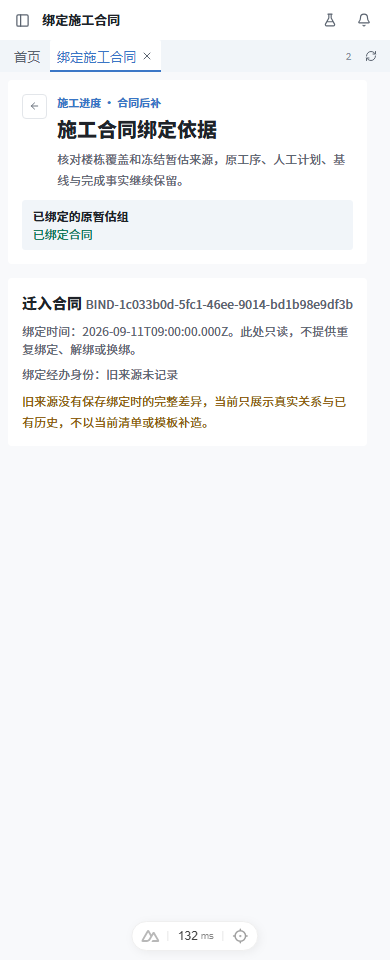 绑定施工合同
首页 绑定施工合同 × 2
施工进度 · 合同后补
施工合同绑定依据
核对楼栋覆盖和冻结暂估来源，原工序、人工计划、基
线与完成事实继续保留。
已绑定的原暂估组
已绑定合同
迁入合同 BIND-1c033b0d-5fc1-46ee-9014-bd1b98e9df3b
绑定时间：2026-09-11T09:00:00.000Z。此处只读，不提供重
复绑定、解绑或换绑。
绑定经办身份：旧来源未记录
旧来源没有保存绑定时的完整差异，当前只展示真实关系与已
有历史，不以当前清单或模板补造。
132 ms